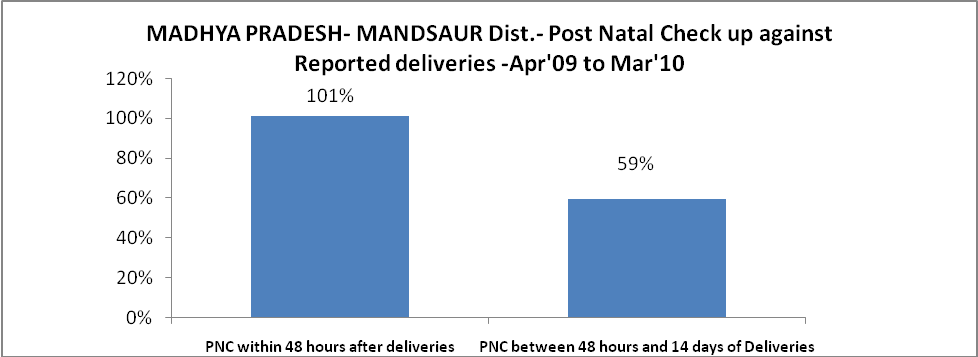 MADHYA PRADESH- MANDSAUR Dist.- Post Natal Check up against
Reported deliveries -Apr'09 to Mar'10
120%
100%
80%
60%
40%
20%
0%
101%
59%
PNC within 48 hours after deliveries
PNC between 48 hours and 14 days of Deliveries